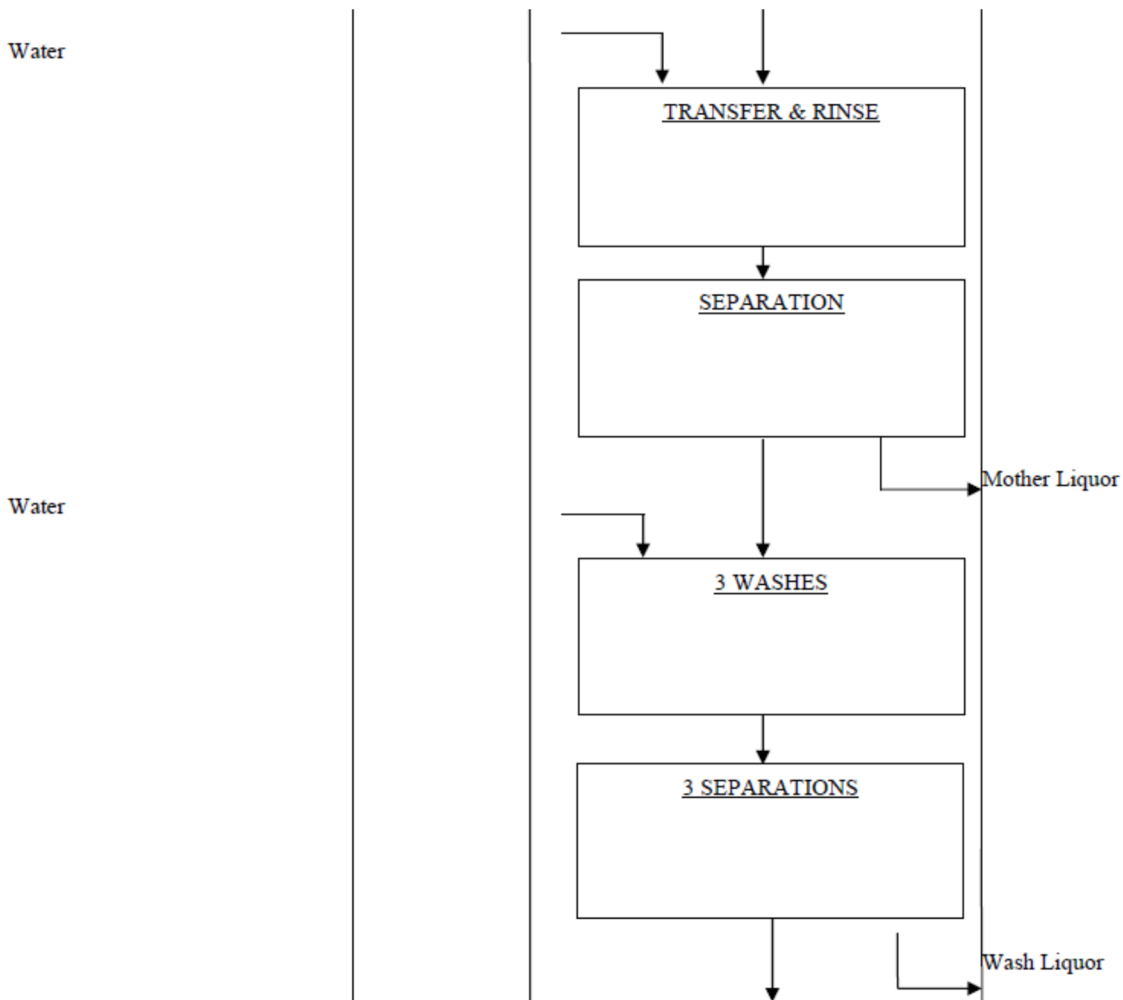 Water
TRANSFER & RINSE
SEPARATION
Mother Liquor
Water
3 WASHES
3 SEPARATIONS
Wash Liquor